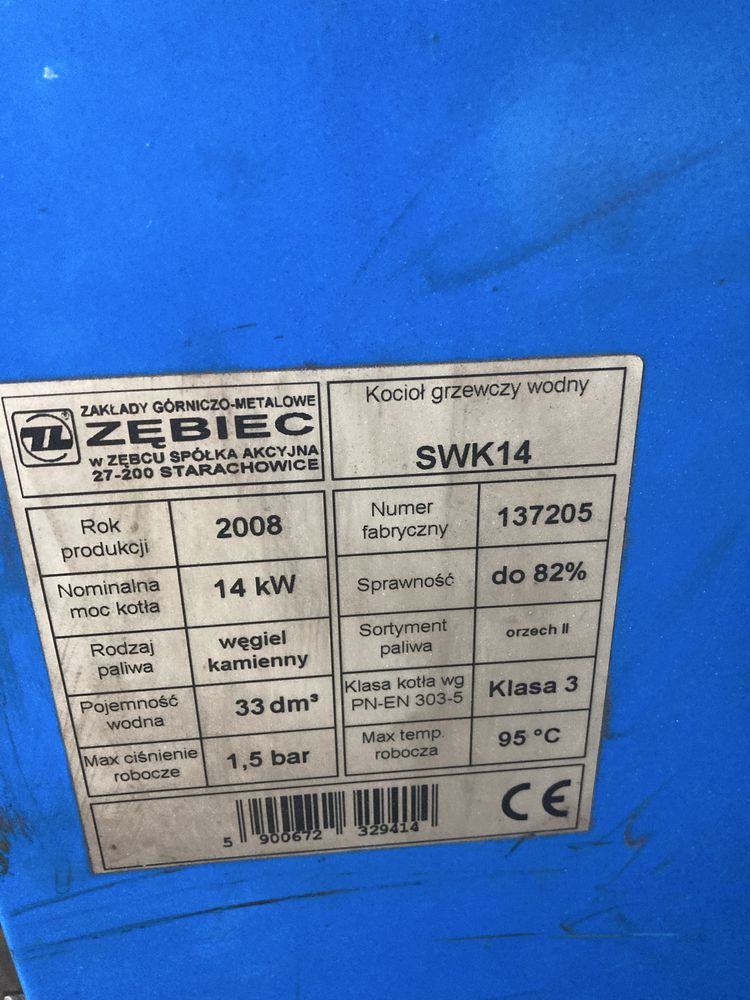 ZAKŁADY GÓRNICZO-METALOWE
ZĘBIEC
W ZĘBCU SPÓŁKA AKCYJNA
27-200 STARACHOWICE
Kocioł grzewczy wodny
SWK14
Rok produkcji
2008
Numer fabryczny
137205
Nominalna moc kotła
14 kW
Sprawność
do 82%
Rodzaj paliwa
węgiel kamienny
Sortyment paliwa
orzech II
Pojemność wodna
33 dm³
Klasa kotła wg PN-EN 303-5
Klasa 3
Max ciśnienie robocze
1,5 bar
Max temp. robocza
95 °C
5 900672 329414
CE